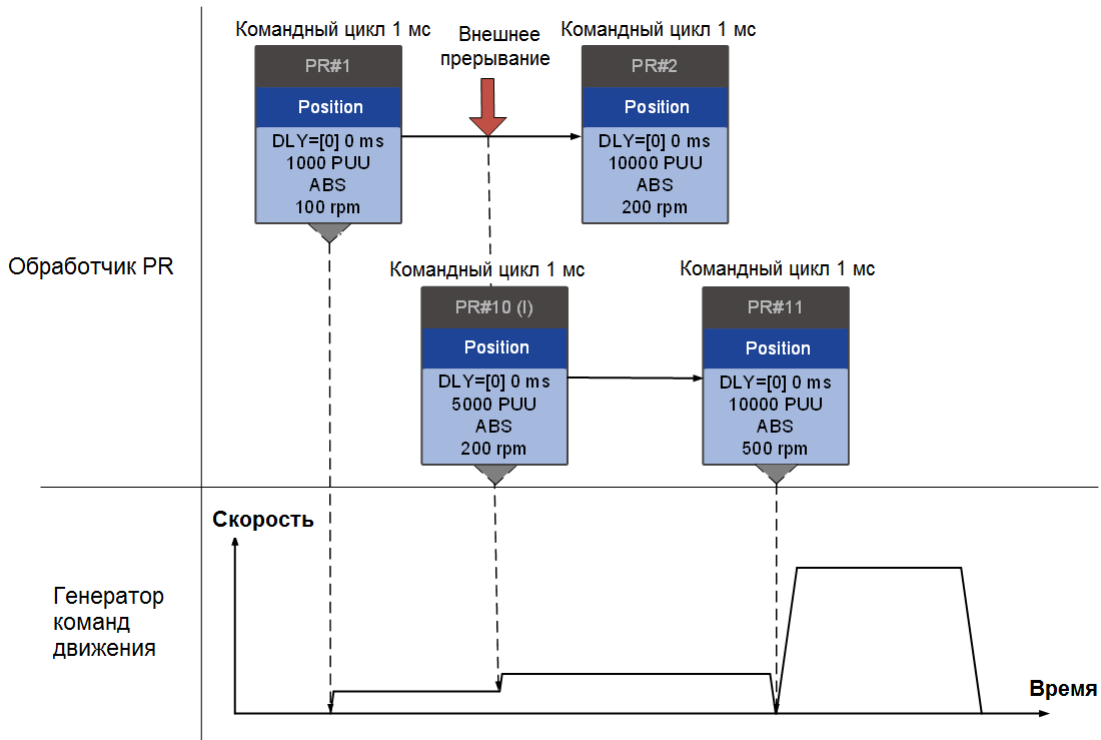 Командный цикл 1 мс
PR#1
Position
DLY=[0] 0 ms
1000 PUU
ABS
100 rpm
Внешнее
прерывание
Командный цикл 1 мс
PR#2
Position
DLY=[0] 0 ms
10000 PUU
ABS
200 rpm
Обработчик PR
Командный цикл 1 мс
PR#10 (I)
Position
DLY=[0] 0 ms
5000 PUU
ABS
200 rpm
Командный цикл 1 мс
PR#11
Position
DLY=[0] 0 ms
10000 PUU
ABS
500 rpm
Скорость
Генератор
команд
движения
Время